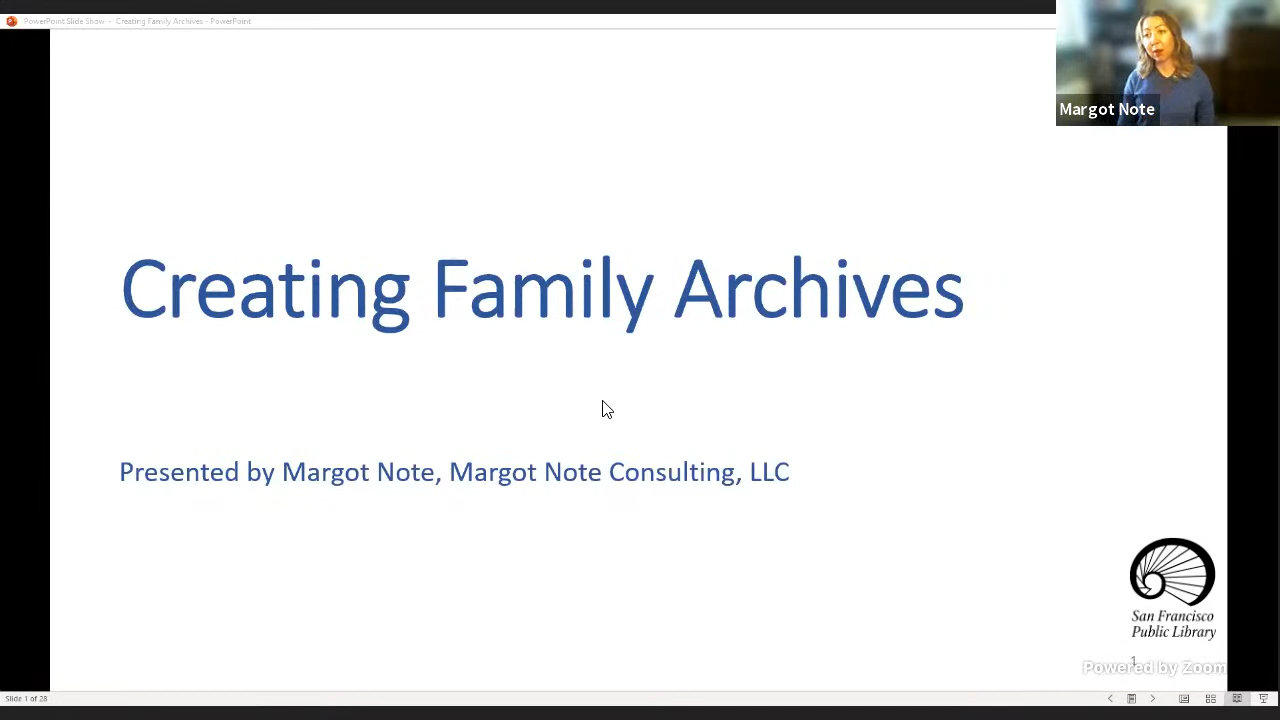 PowerPoint Slide Show - Creating Family Archives - PowerPoint
Margot Note
Creating Family Archives
Presented by Margot Note, Margot Note Consulting, LLC
San Francisco
Public Library
1
Powered by Zoom
Slide 1 of 28